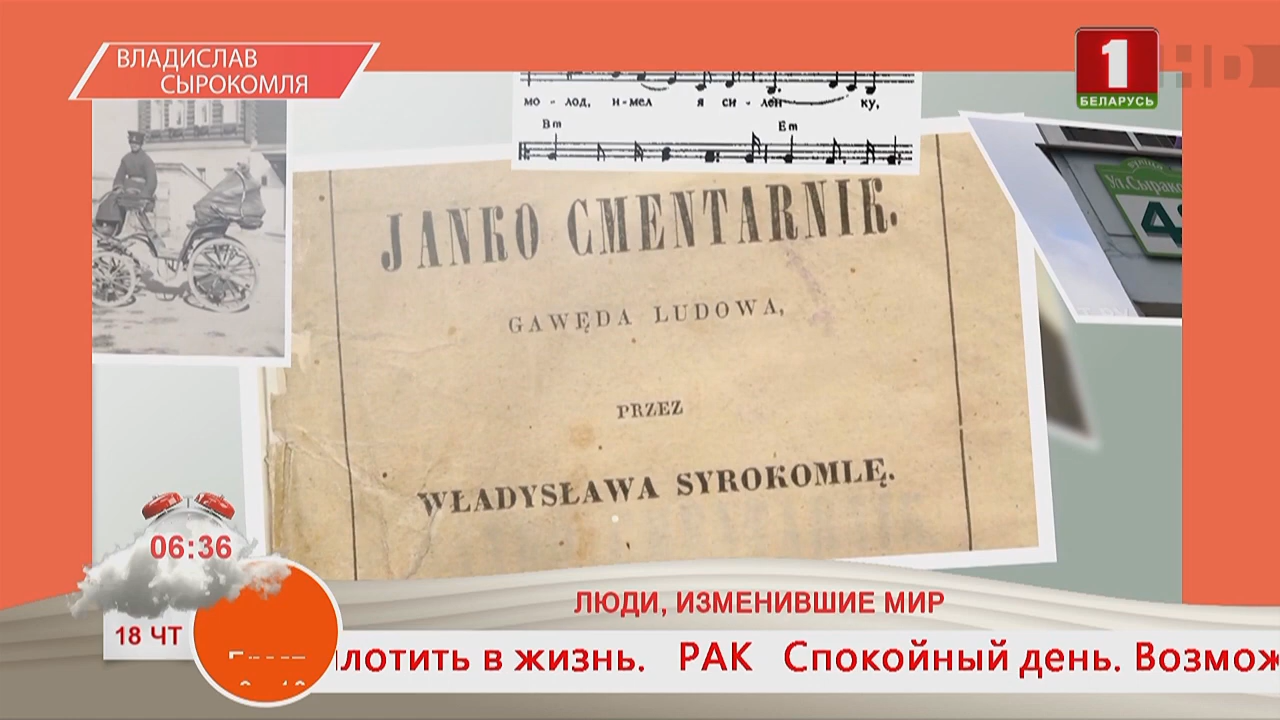 ВЛАДИСЛАВ
СЫРОКОМЛЯ
1
HD
БЕЛАРУСЬ
мо - лод, и-мел я си - лён ку,
Bm Em
JANKO CMENTARNIK.
GAWĘDA LUDOWA,
PRZEZ
WŁADYSŁAWA SYROKOMLĘ.
06:36
18 ЧТ
ЛЮДИ, ИЗМЕНИВШИЕ МИР
лотить в жизнь. РАК Спокойный день. Возмож